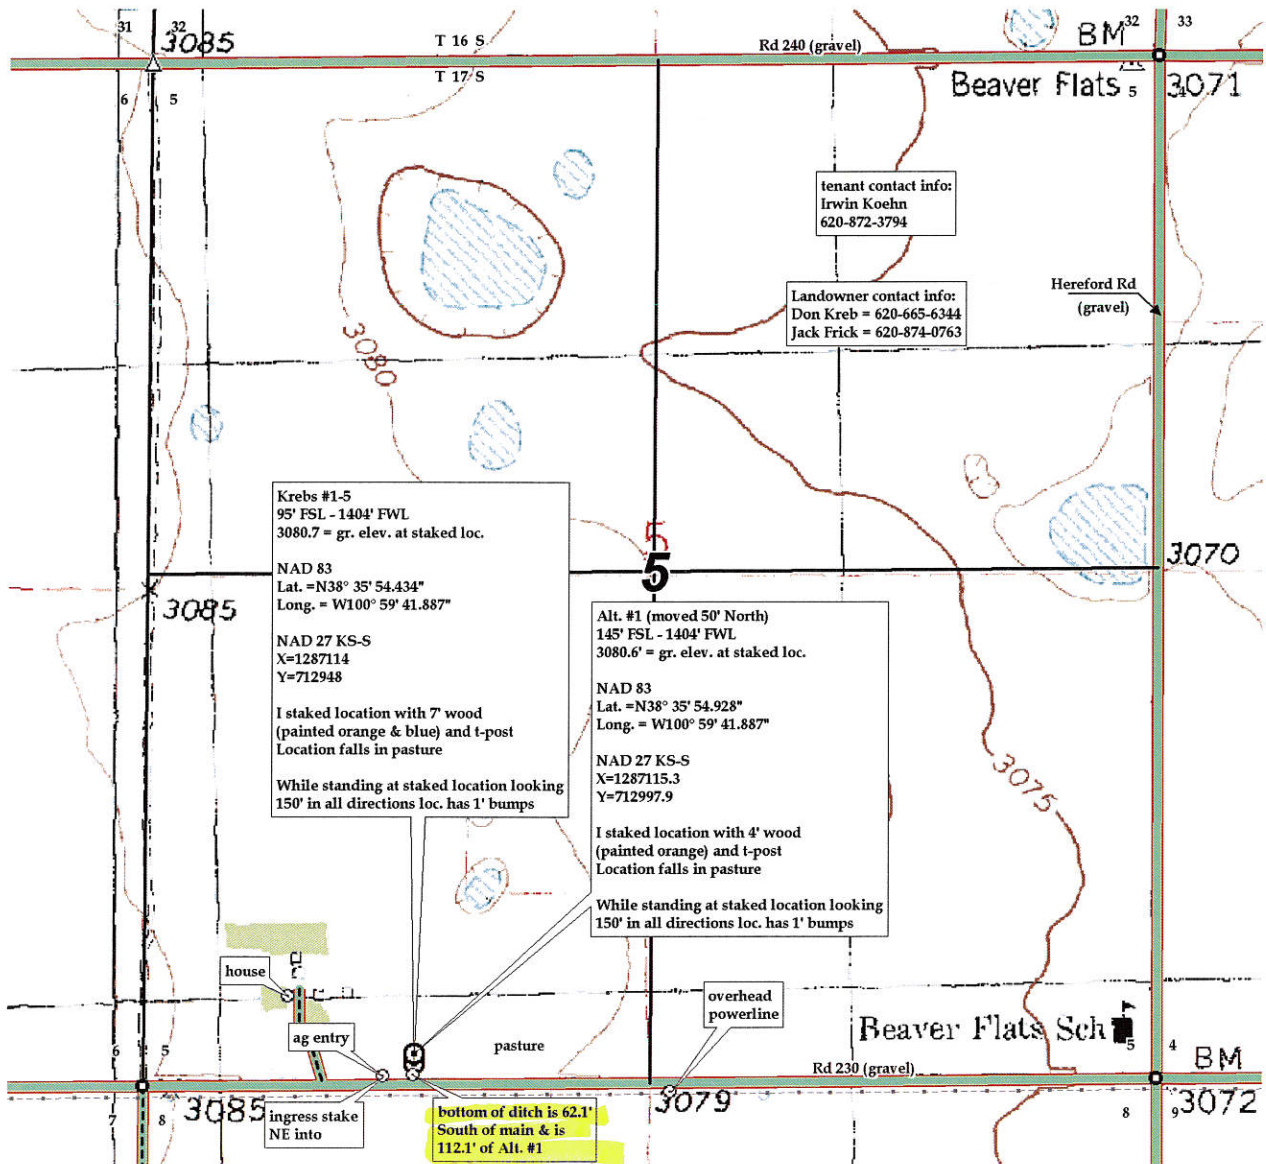 31 32
3085
T 16 S
T 17 S
6 5
Rd 240 (gravel)
BM
32 33
Beaver Flats
5 4
3071
tenant contact info:
Irwin Koehn
620-872-3794
Landowner contact info:
Don Kreb = 620-665-6344
Jack Frick = 620-874-0763
Hereford Rd
(gravel)
3080
Krebs #1-5
95' FSL - 1404' FWL
3080.7 = gr. elev. at staked loc.
NAD 83
Lat. =N38° 35' 54.434"
Long. = W100° 59' 41.887"
NAD 27 KS-S
X=1287114
Y=712948
I staked location with 7' wood
(painted orange & blue) and t-post
Location falls in pasture
While standing at staked location looking
150' in all directions loc. has 1' bumps
5
5
3070
3085
Alt. #1 (moved 50' North)
145' FSL - 1404' FWL
3080.6' = gr. elev. at staked loc.
NAD 83
Lat. =N38° 35' 54.928"
Long. = W100° 59' 41.887"
NAD 27 KS-S
X=1287115.3
Y=712997.9
I staked location with 4' wood
(painted orange) and t-post
Location falls in pasture
While standing at staked location looking
150' in all directions loc. has 1' bumps
3075
house
ag entry
pasture
overhead
powerline
Beaver Flats Sch
6 5
5 4
Rd 230 (gravel)
BM
3085
7 8
ingress stake
NE into
bottom of ditch is 62.1'
South of main & is
112.1' of Alt. #1
3079
8 9
3072